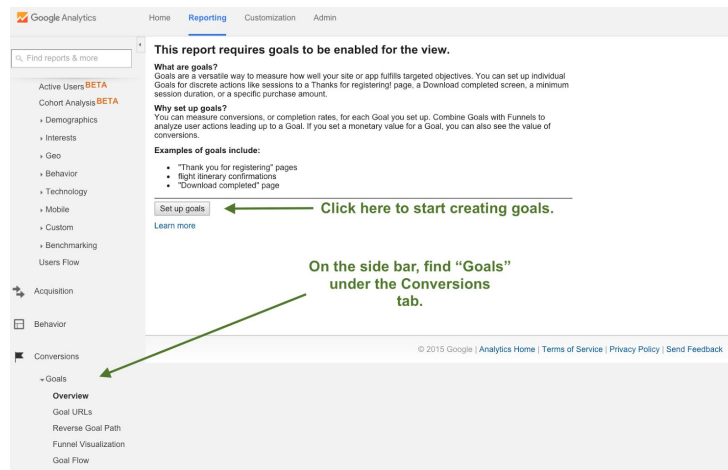 Google Analytics
Home Reporting Customization Admin
Find reports & more
Active Users BETA
Cohort Analysis BETA
Demographics
Interests
Geo
Behavior
Technology
Mobile
Custom
Benchmarking
Users Flow
Acquisition
Behavior
Conversions
Goals
Overview
Goal URLs
Reverse Goal Path
Funnel Visualization
Goal Flow
This report requires goals to be enabled for the view.
What are goals?
Goals are a versatile way to measure how well your site or app fulfills targeted objectives. You can set up individual
Goals for discrete actions like sessions to a Thanks for registering! page, a Download completed screen, a minimum
session duration, or a specific purchase amount.
Why set up goals?
You can measure conversions, or completion rates, for each Goal you set up. Combine Goals with Funnels to
analyze user actions leading up to a Goal. If you set a monetary value for a Goal, you can also see the value of
conversions.
Examples of goals include:
• "Thank you for registering" pages
• flight itinerary confirmations
• "Download completed" page
Set up goals
Click here to start creating goals.
Learn more
On the side bar, find “Goals”
under the Conversions
tab.
© 2015 Google | Analytics Home | Terms of Service | Privacy Policy | Send Feedback